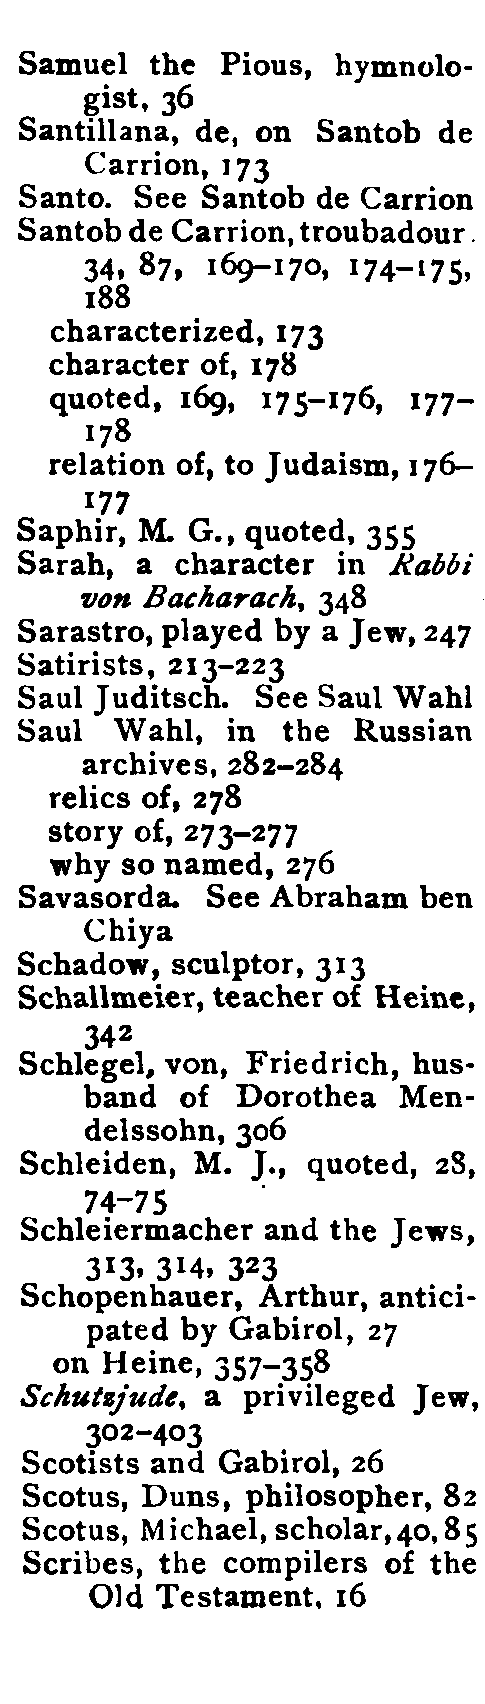 Samuel the Pious, hymnolo-
gist, 36
Santillana, de, on Santob de
Carrion, 173
Santo. See Santob de Carrion
Santob de Carrion, troubadour.
34, 87, 169–170, 174–175,
188
characterized, 173
character of, 178
quoted, 169, 175–176, 177–
178
relation of, to Judaism, 176–
177
Saphir, M. G., quoted, 355
Sarah, a character in Rabbi
von Bacharach, 348
Sarastro, played by a Jew, 247
Satirists, 213–223
Saul Juditsch. See Saul Wahl
Saul Wahl, in the Russian
archives, 282–284
relics of, 278
story of, 273–277
why so named, 276
Savasorda. See Abraham ben
Chiya
Schadow, sculptor, 313
Schallmeier, teacher of Heine,
342
Schlegel, von, Friedrich, hus-
band of Dorothea Men-
delssohn, 306
Schleiden, M. J., quoted, 28,
74–75
Schleiermacher and the Jews,
313, 314, 323
Schopenhauer, Arthur, antici-
pated by Gabirol, 27
on Heine, 357–358
Schutzjude, a privileged Jew,
302–403
Scotists and Gabirol, 26
Scotus, Duns, philosopher, 82
Scotus, Michael, scholar, 40, 85
Scribes, the compilers of the
Old Testament, 16